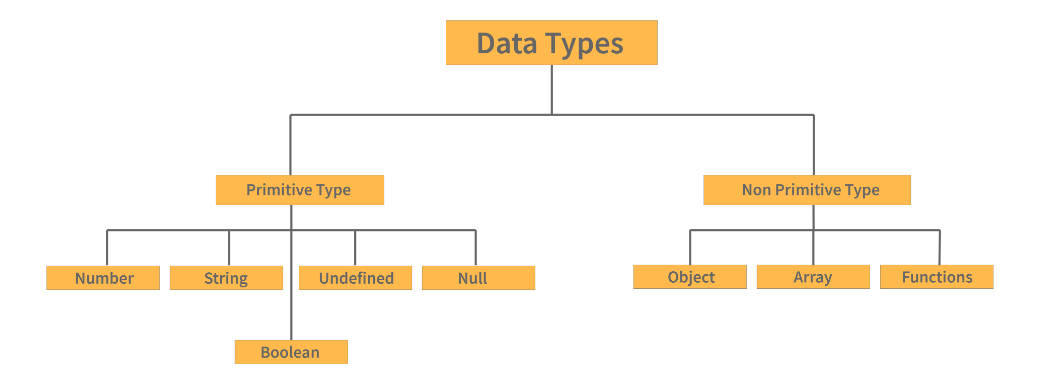 Data Types
Primitive Type
Non Primitive Type
Number
String
Undefined
Null
Object
Array
Functions
Boolean